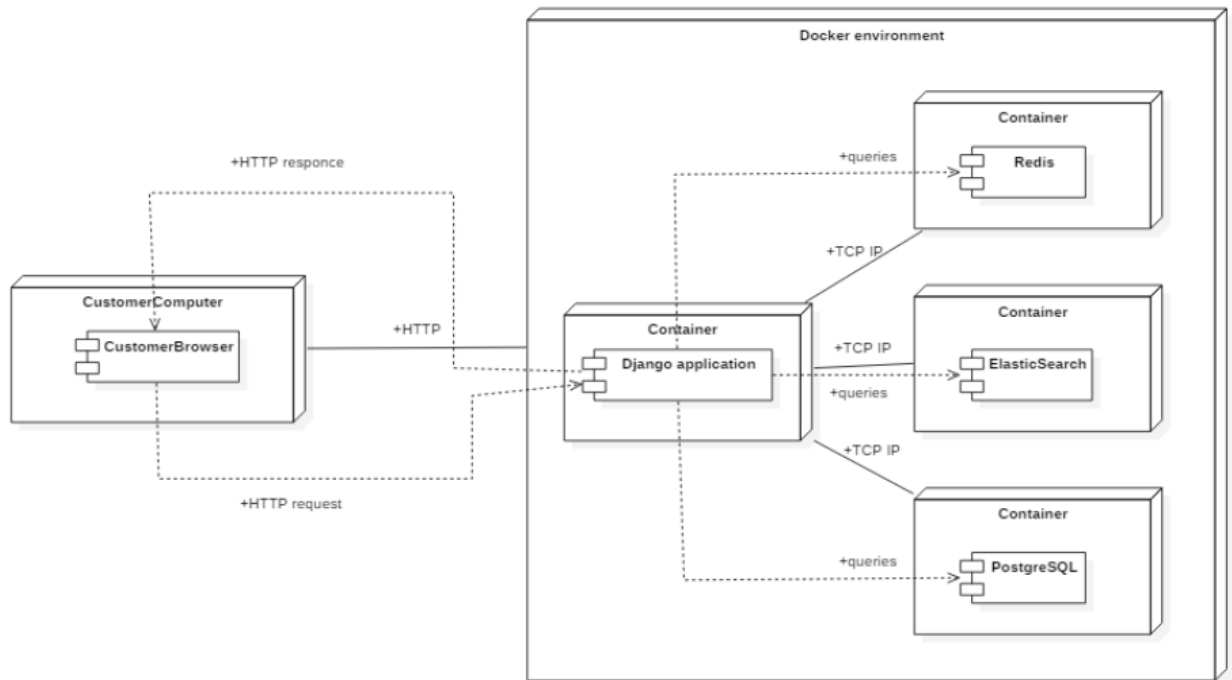 Docker environment
Container
Redis
+queries
+HTTP responce
+TCP IP
CustomerComputer
CustomerBrowser
+HTTP
Container
Django application
+TCP IP
+queries
Container
ElasticSearch
+TCP IP
+HTTP request
Container
PostgreSQL
+queries